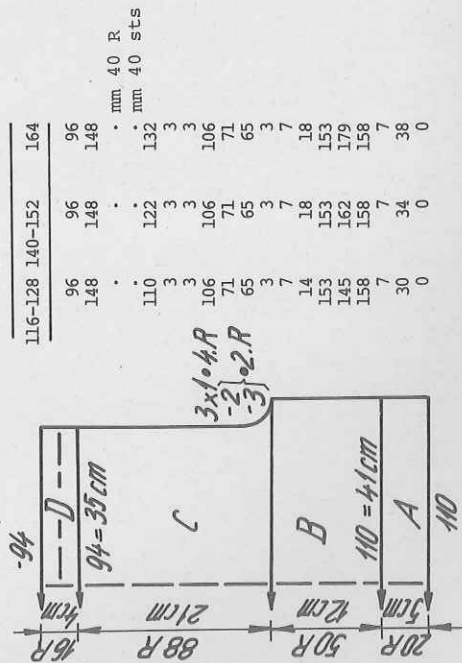 -94
D
94=35cm
3x1•4.R
-2
-3 } •2.R
C
B
110=41cm
A
110
16R 4cm
88R 21cm
50R 12cm
20R 5cm
116-128 140-152 164
96 96 96
148 148 148
. . . mm 40 R
. . . mm 40 sts
110 122 132
3 3 3
3 3 3
106 106 106
71 71 71
65 65 65
3 3 3
7 7 7
14 18 18
153 153 153
145 162 179
158 158 158
7 7 7
30 34 38
0 0 0